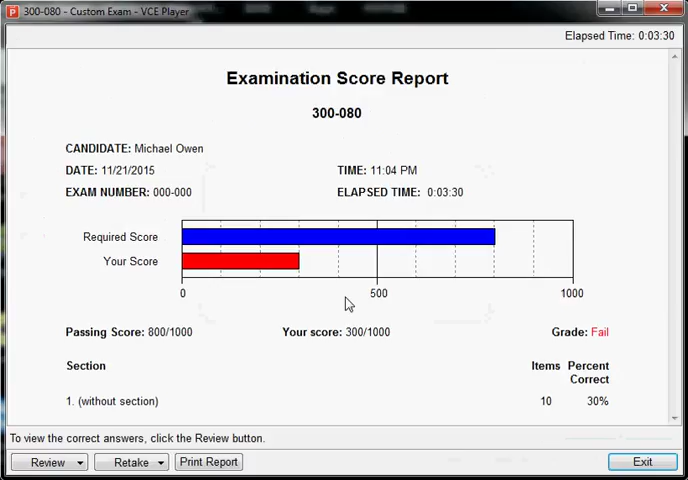 300-080 - Custom Exam - VCE Player
Elapsed Time: 0:03:30
Examination Score Report
300-080
CANDIDATE: Michael Owen
DATE: 11/21/2015 TIME: 11:04 PM
EXAM NUMBER: 000-000 ELAPSED TIME: 0:03:30
Required Score
Your Score
0 500 1000
Passing Score: 800/1000 Your score: 300/1000 Grade: Fail
Section Items Percent
Correct
1. (without section) 10 30%
To view the correct answers, click the Review button.
Review Retake Print Report Exit